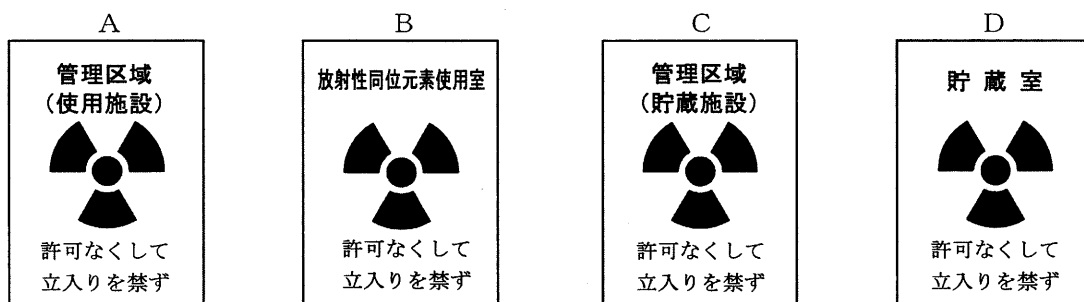 A
管理区域
(使用施設)
許可なくして
立入りを禁ず
B
放射性同位元素使用室
許可なくして
立入りを禁ず
C
管理区域
(貯蔵施設)
許可なくして
立入りを禁ず
D
貯蔵室
許可なくして
立入りを禁ず